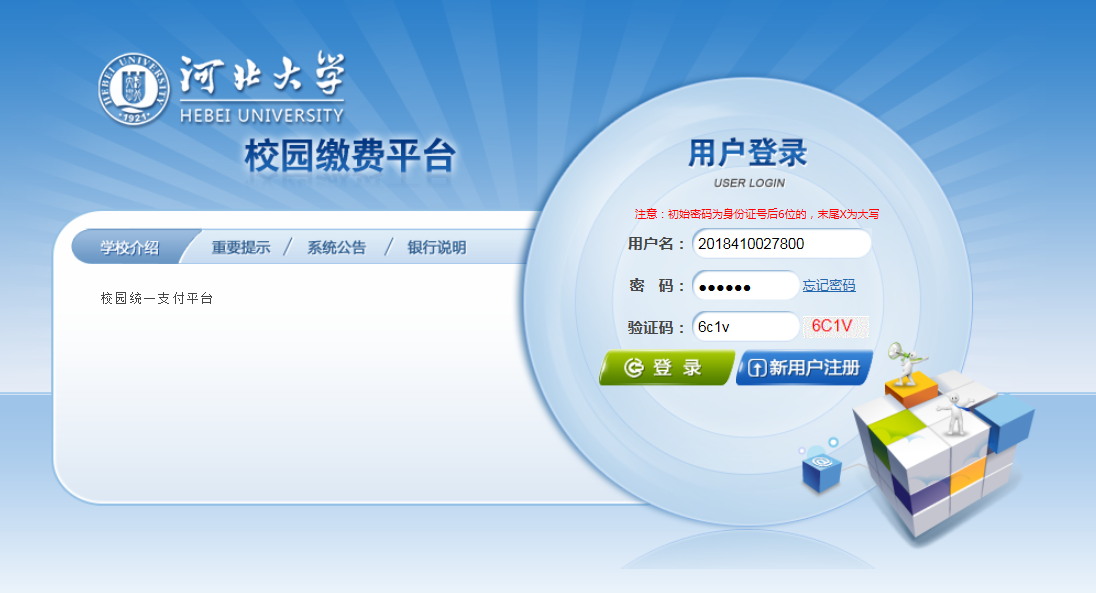 HEBEI UNIVERSITY
·1921·
河北大学
HEBEI UNIVERSITY
校园缴费平台
学校介绍 / 重要提示 / 系统公告 / 银行说明
校园统一支付平台
用户登录
USER LOGIN
注意：初始密码为身份证号后6位的，末尾X为大写
用户名： 2018410027800
密 码： ●●●●●● 忘记密码
验证码： 6c1v 6C1V
登 录 新用户注册
@